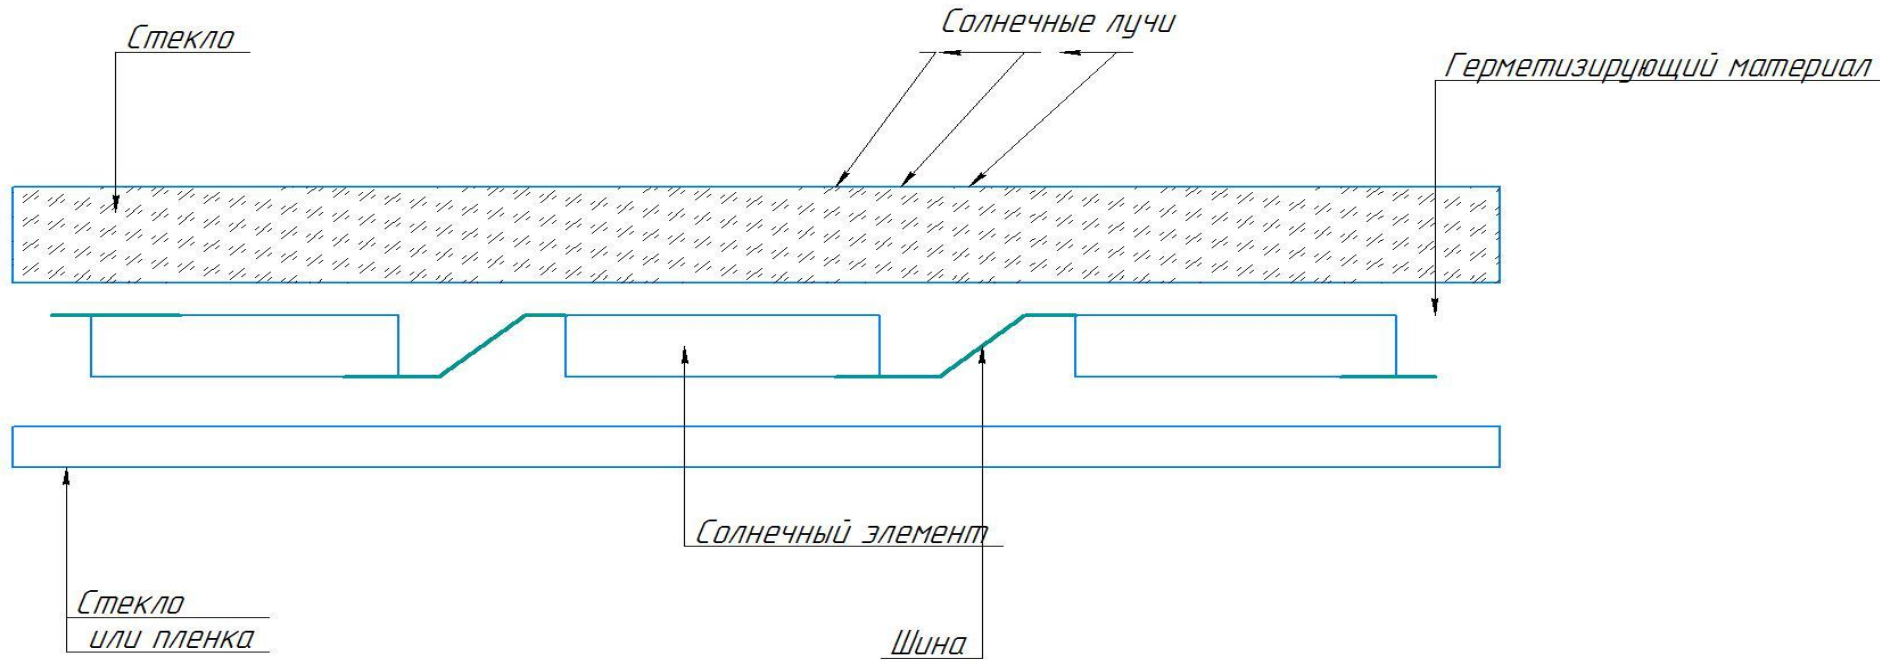 Солнечные лучи
Стекло
Герметизирующий материал
Солнечный элемент
Стекло
или пленка
Шина